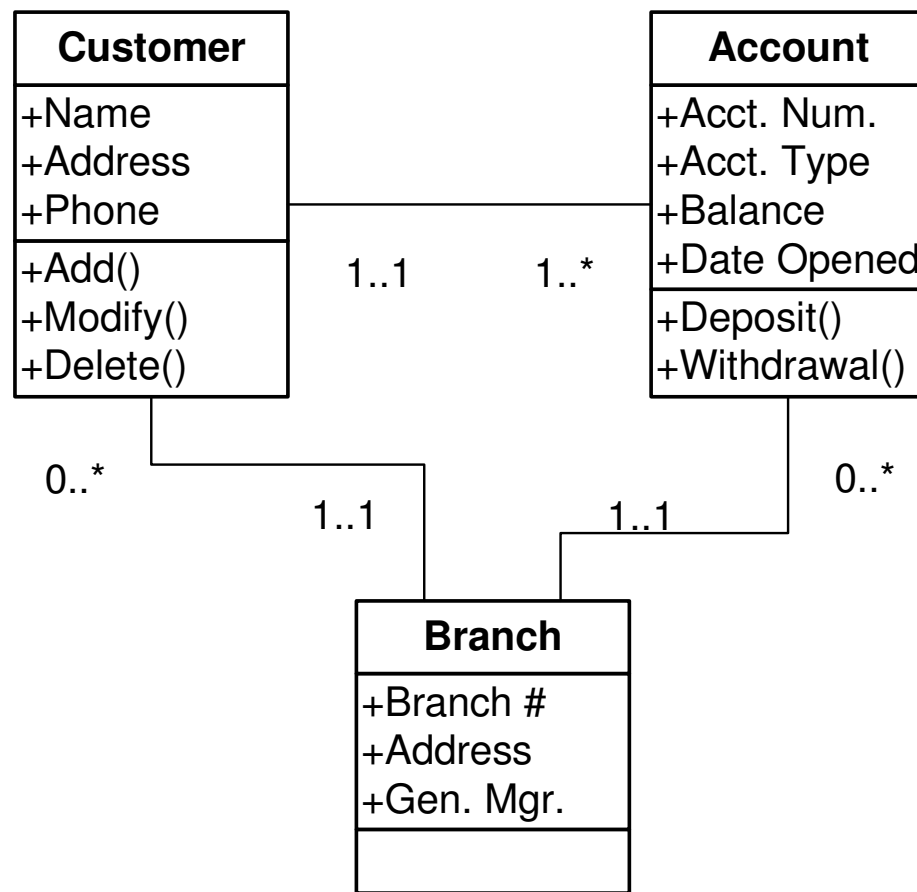 Customer
+Name
+Address
+Phone
+Add()
+Modify()
+Delete()
Account
+Acct. Num.
+Acct. Type
+Balance
+Date Opened
+Deposit()
+Withdrawal()
1..1
1..*
0..*
1..1
1..1
0..*
Branch
+Branch #
+Address
+Gen. Mgr.